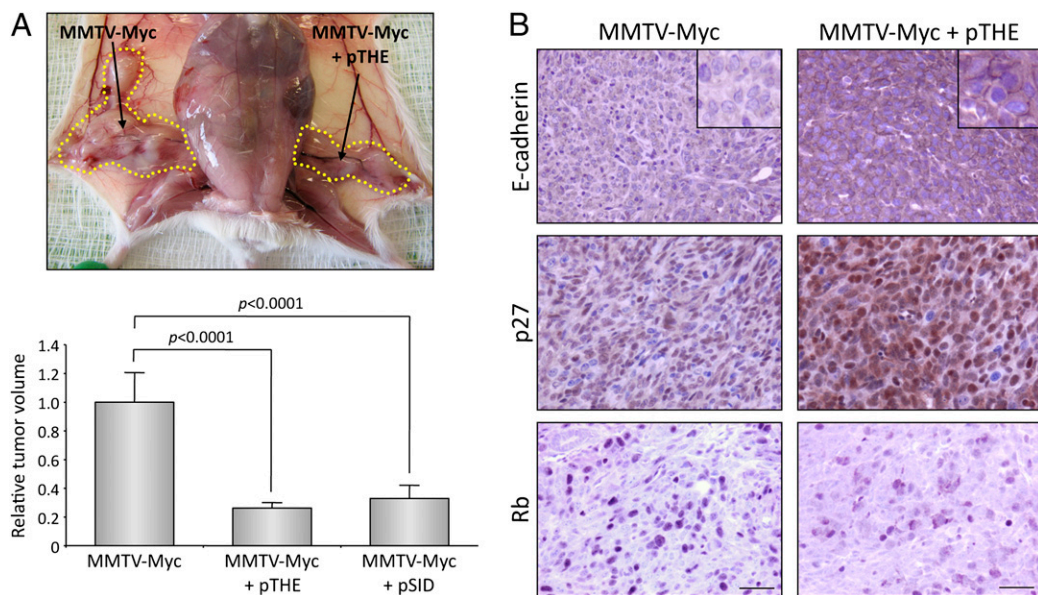 A
MMTV-Myc
MMTV-Myc
+ pTHE
p<0.0001
p<0.0001
Relative tumor volume
1.4
1.2
1.0
0.8
0.6
0.4
0.2
0
MMTV-Myc
MMTV-Myc
+ pTHE
MMTV-Myc
+ pSID
B
MMTV-Myc
MMTV-Myc + pTHE
E-cadherin
p27
Rb